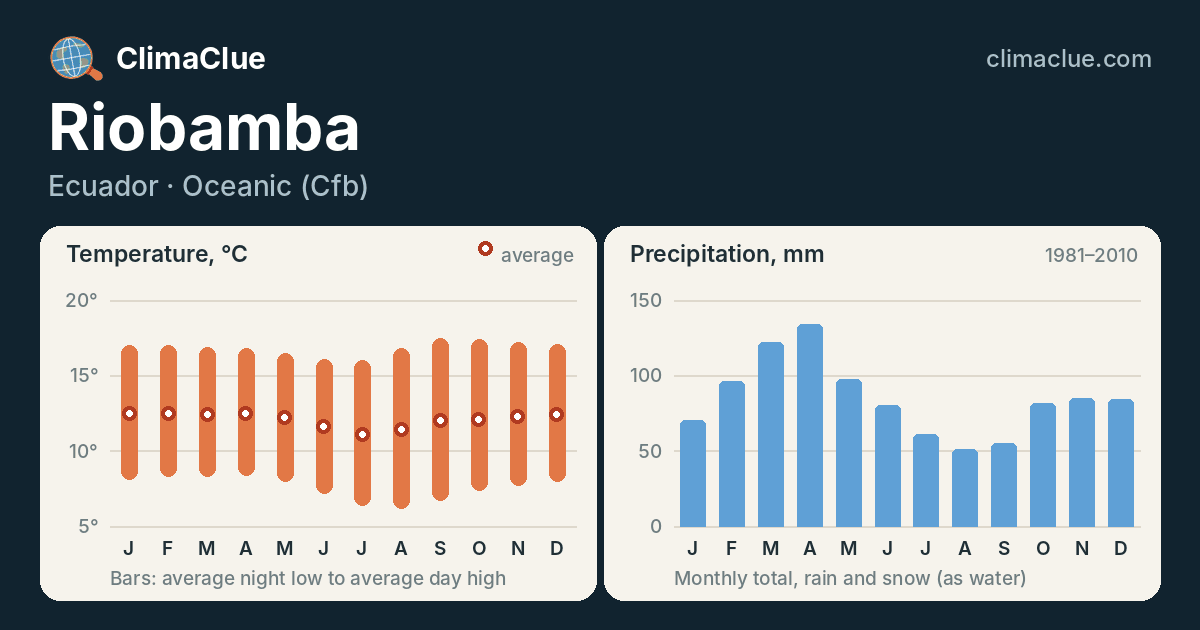 ClimaClue
climaclue.com
Riobamba
Ecuador · Oceanic (Cfb)
Temperature, °C
average
20°
15°
10°
5°
J F M A M J J A S O N D
Bars: average night low to average day high
Precipitation, mm
1981–2010
150
100
50
0
J F M A M J J A S O N D
Monthly total, rain and snow (as water)